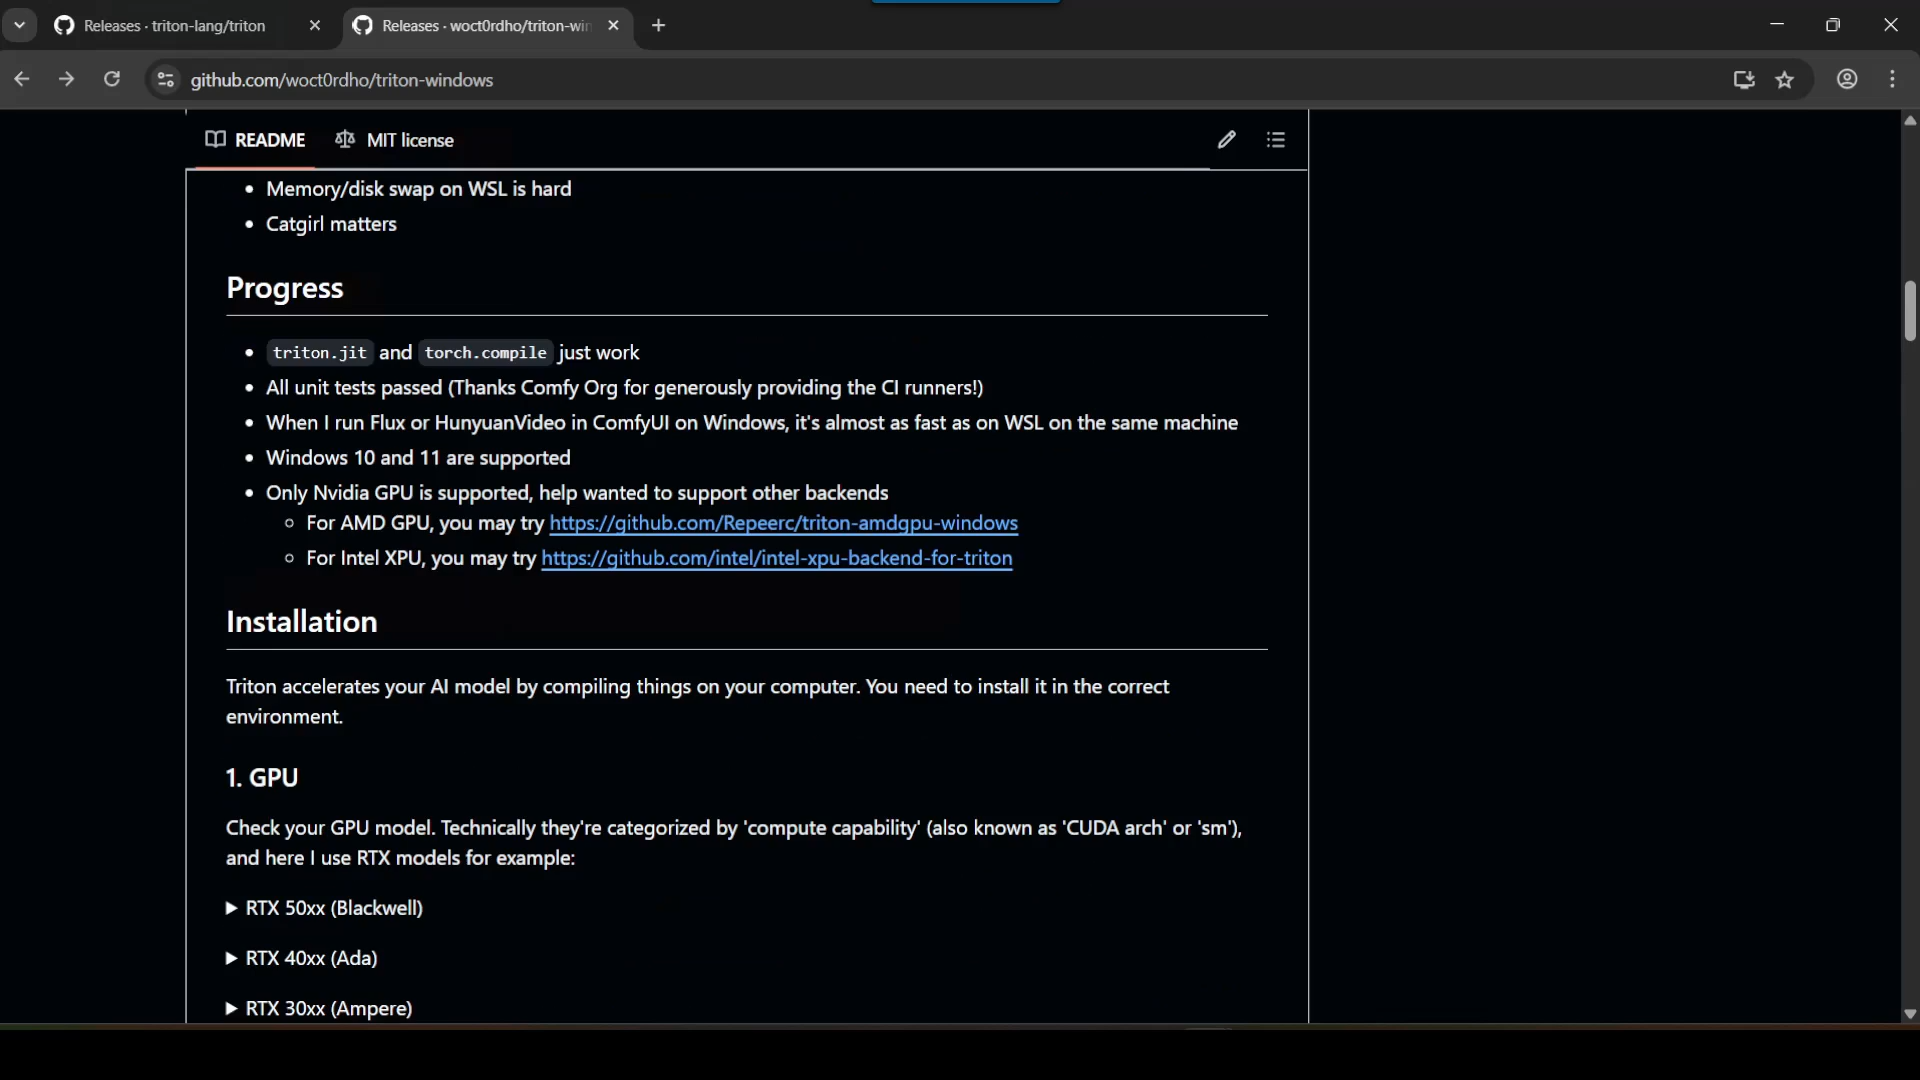 Releases · triton-lang/triton
Releases · woct0rdho/triton-win
github.com/woct0rdho/triton-windows
README
MIT license
Memory/disk swap on WSL is hard
Catgirl matters
Progress
triton.jit and torch.compile just work
All unit tests passed (Thanks Comfy Org for generously providing the CI runners!)
When I run Flux or HunyuanVideo in ComfyUI on Windows, it's almost as fast as on WSL on the same machine
Windows 10 and 11 are supported
Only Nvidia GPU is supported, help wanted to support other backends
For AMD GPU, you may try https://github.com/Repeerc/triton-amdgpu-windows
For Intel XPU, you may try https://github.com/intel/intel-xpu-backend-for-triton
Installation
Triton accelerates your AI model by compiling things on your computer. You need to install it in the correct
environment.
1. GPU
Check your GPU model. Technically they're categorized by 'compute capability' (also known as 'CUDA arch' or 'sm'),
and here I use RTX models for example:
RTX 50xx (Blackwell)
RTX 40xx (Ada)
RTX 30xx (Ampere)